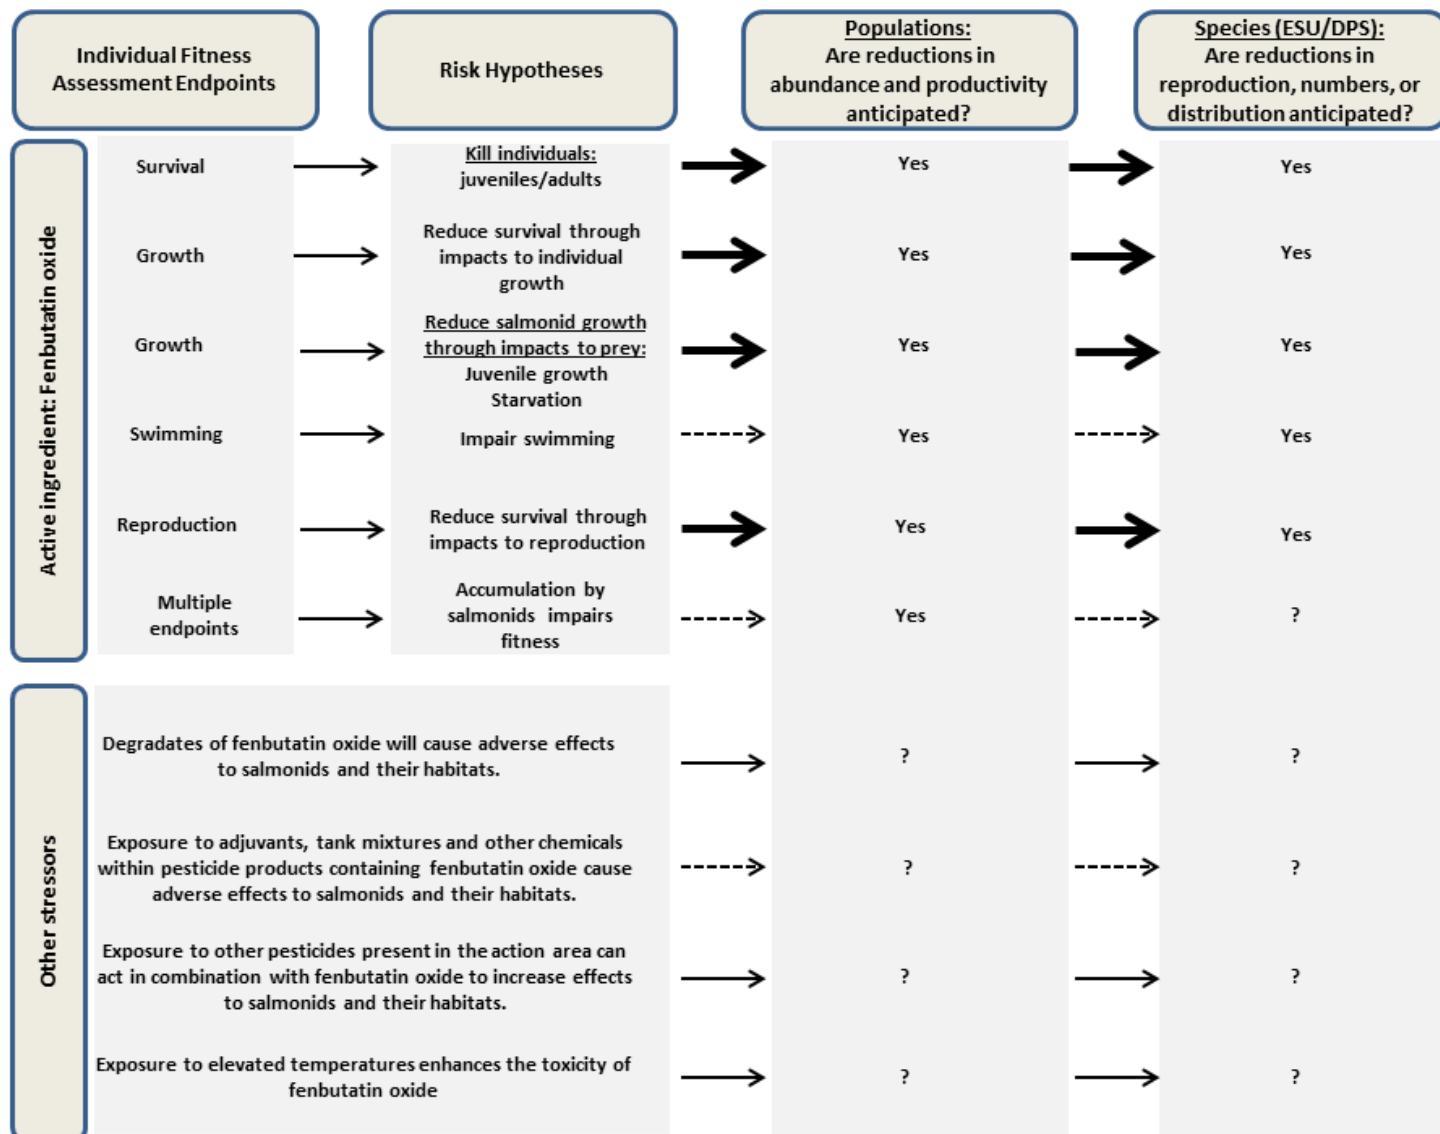 Individual Fitness
Assessment Endpoints
Risk Hypotheses
Populations:
Are reductions in
abundance and productivity
anticipated?
Species (ESU/DPS):
Are reductions in
reproduction, numbers, or
distribution anticipated?
Active ingredient: Fenbutatin oxide
Survival
Kill individuals:
juveniles/adults
Yes
Yes
Growth
Reduce survival through
impacts to individual
growth
Yes
Yes
Growth
Reduce salmonid growth
through impacts to prey:
Juvenile growth
Starvation
Yes
Yes
Swimming
Impair swimming
Yes
Yes
Reproduction
Reduce survival through
impacts to reproduction
Yes
Yes
Multiple
endpoints
Accumulation by
salmonids impairs
fitness
Yes
?
Other stressors
Degradates of fenbutatin oxide will cause adverse effects
to salmonids and their habitats.
?
?
Exposure to adjuvants, tank mixtures and other chemicals
within pesticide products containing fenbutatin oxide cause
adverse effects to salmonids and their habitats.
?
?
Exposure to other pesticides present in the action area can
act in combination with fenbutatin oxide to increase effects
to salmonids and their habitats.
?
?
Exposure to elevated temperatures enhances the toxicity of
fenbutatin oxide
?
?